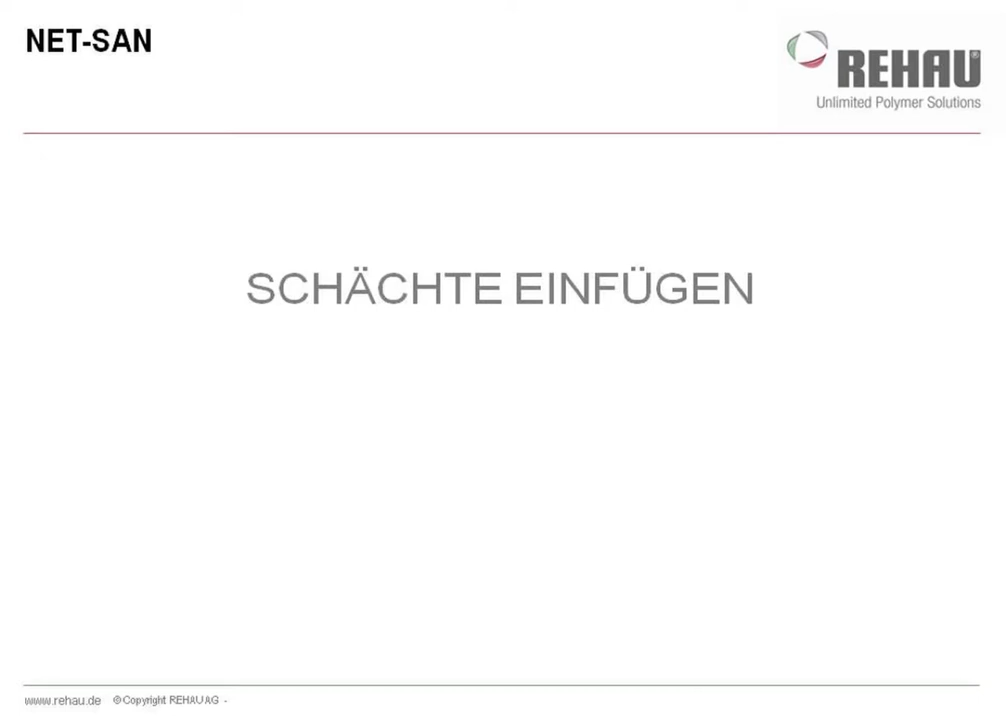 NET-SAN
REHAU®
Unlimited Polymer Solutions
SCHÄCHTE EINFÜGEN
www.rehau.de © Copyright REHAU AG -